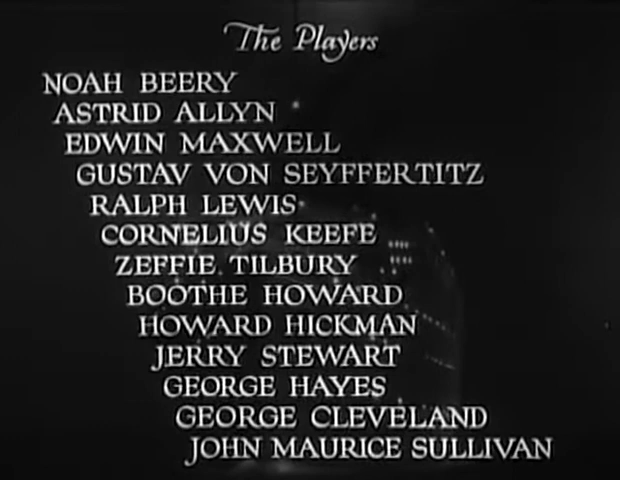 The Players
NOAH BEERY
ASTRID ALLYN
EDWIN MAXWELL
GUSTAV VON SEYFFERTITZ
RALPH LEWIS
CORNELIUS KEEFE
ZEFFIE TILBURY
BOOTHE HOWARD
HOWARD HICKMAN
JERRY STEWART
GEORGE HAYES
GEORGE CLEVELAND
JOHN MAURICE SULLIVAN